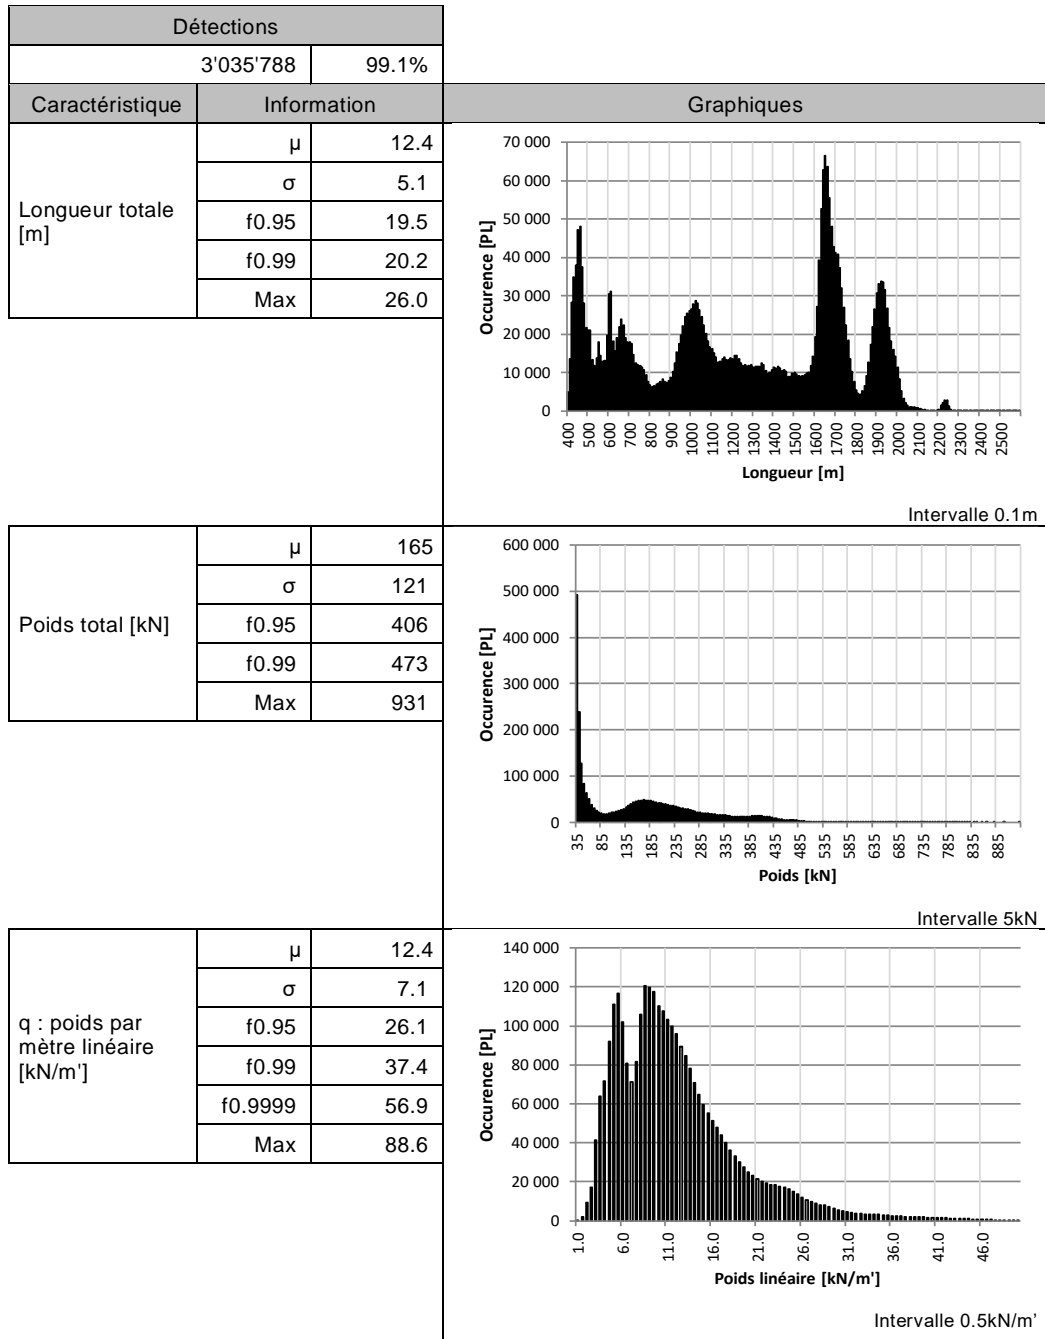 Détections
3'035'788 99.1%
Caractéristique Information Graphiques
Longueur totale [m]
µ 12.4
σ 5.1
f0.95 19.5
f0.99 20.2
Max 26.0
Occurence [PL]
70 000
60 000
50 000
40 000
30 000
20 000
10 000
0
400 500 600 700 800 900 1000 1100 1200 1300 1400 1500 1600 1700 1800 1900 2000 2100 2200 2300 2400 2500
Longueur [m]
Intervalle 0.1m
Poids total [kN]
µ 165
σ 121
f0.95 406
f0.99 473
Max 931
Occurence [PL]
600 000
500 000
400 000
300 000
200 000
100 000
0
35 85 135 185 235 285 335 385 435 485 535 585 635 685 735 785 835 885
Poids [kN]
Intervalle 5kN
q : poids par
mètre linéaire
[kN/m']
µ 12.4
σ 7.1
f0.95 26.1
f0.99 37.4
f0.9999 56.9
Max 88.6
Occurence [PL]
140 000
120 000
100 000
80 000
60 000
40 000
20 000
0
1.0 6.0 11.0 16.0 21.0 26.0 31.0 36.0 41.0 46.0
Poids linéaire [kN/m']
Intervalle 0.5kN/m’